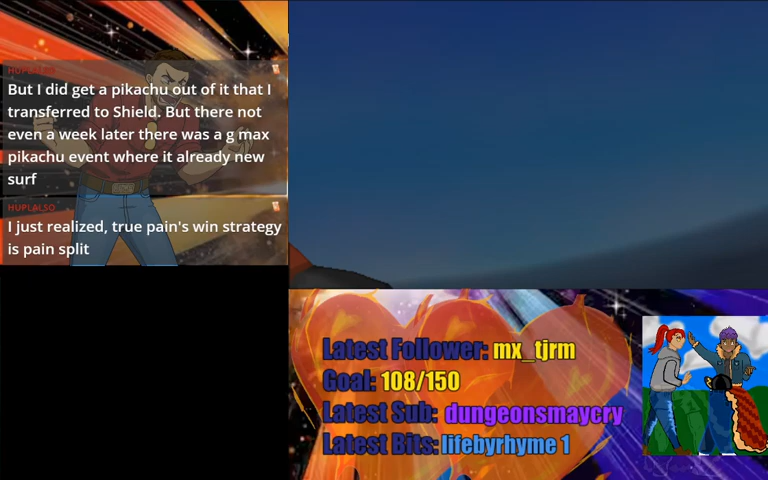 HUPLALSO
But I did get a pikachu out of it that I
transferred to Shield. But there not
even a week later there was a g max
pikachu event where it already new
surf
HUPLALSO
I just realized, true pain's win strategy
is pain split
Latest Follower: mx_tjrm
Goal: 108/150
Latest Sub: dungeonsmaycry
Latest Bits: lifebyrhyme 1